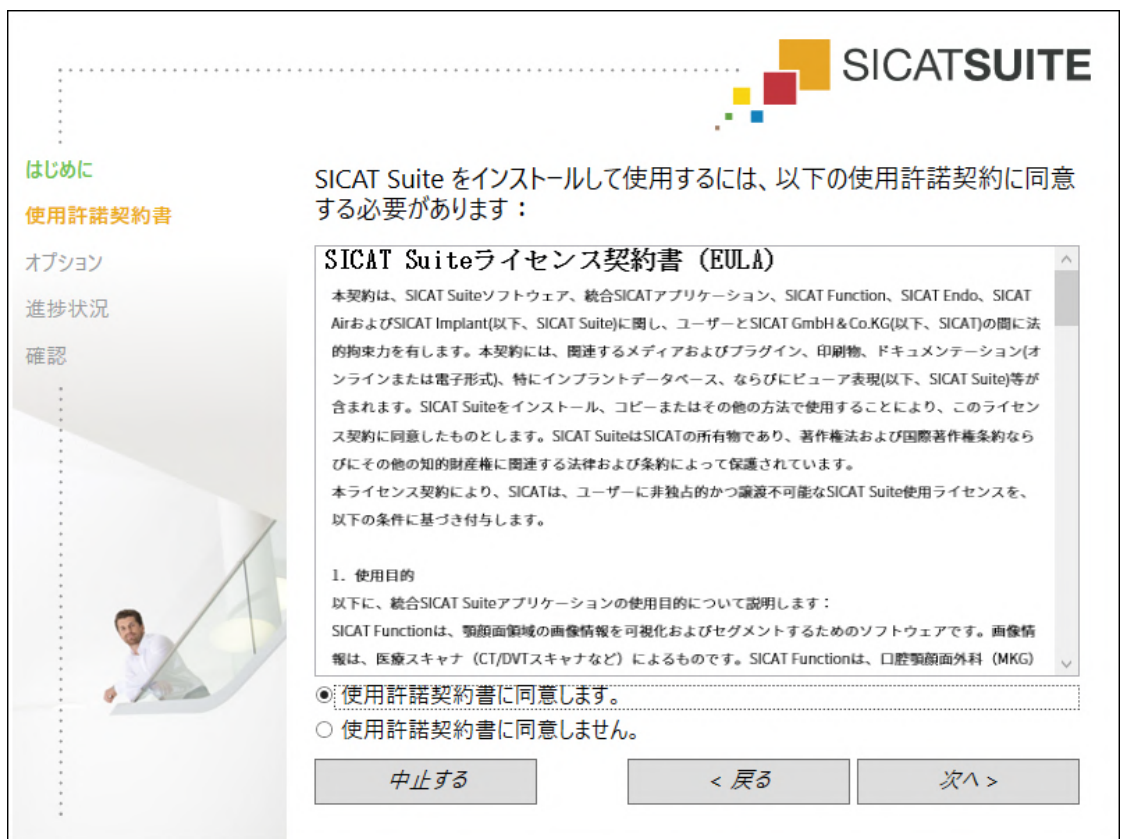 SICATSUITE
はじめに
使用許諾契約書
オプション
進捗状況
確認
SICAT Suite をインストールして使用するには、以下の使用許諾契約に同意
する必要があります：
SICAT Suiteライセンス契約書 (EULA)
本契約は、SICAT Suiteソフトウェア、統合SICATアプリケーション、SICAT Function、SICAT Endo、SICAT
AirおよびSICAT Implant(以下、SICAT Suite)に関し、ユーザーとSICAT GmbH＆Co.KG(以下、SICAT)の間に法
的拘束力を有します。本契約には、関連するメディアおよびプラグイン、印刷物、ドキュメンテーション(オ
ンラインまたは電子形式)、特にインプラントデータベース、ならびにビューア表現(以下、SICAT Suite)等が
含まれます。SICAT Suiteをインストール、コピーまたはその他の方法で使用することにより、このライセン
ス契約に同意したものとします。SICAT SuiteはSICATの所有物であり、著作権法および国際著作権条約なら
びにその他の知的財産権に関連する法律および条約によって保護されています。
本ライセンス契約により、SICATは、ユーザーに非独占的かつ譲渡不可能なSICAT Suite使用ライセンスを、
以下の条件に基づき付与します。
1. 使用目的
以下に、統合SICAT Suiteアプリケーションの使用目的について説明します：
SICAT Functionは、顎顔面領域の画像情報を可視化およびセグメントするためのソフトウェアです。画像情
報は、医療スキャナ（CT/DVTスキャナなど）によるものです。SICAT Functionは、口腔顎顔面外科（MKG）
使用許諾契約書に同意します。
使用許諾契約書に同意しません。
中止する
< 戻る
次へ >